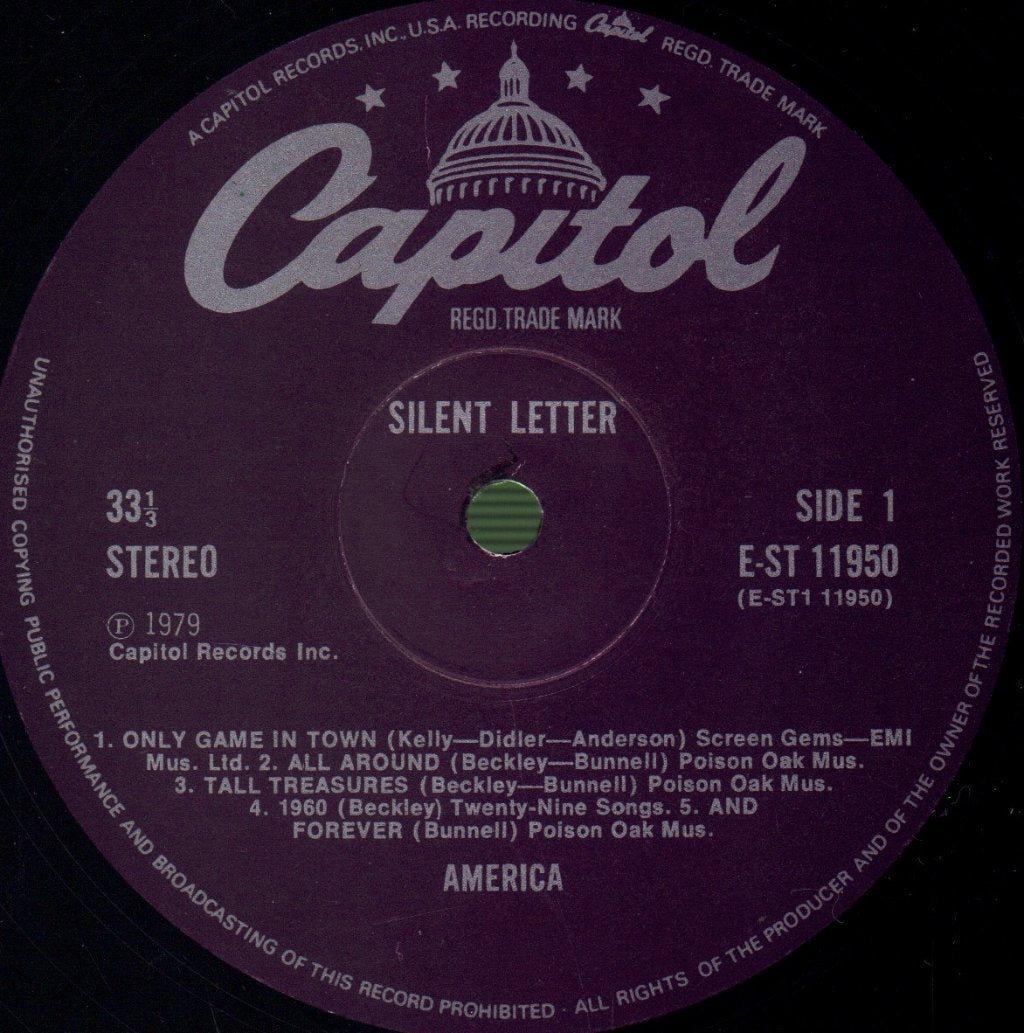 A CAPITOL RECORDS, INC., U.S.A. RECORDING Capitol REGD. TRADE MARK
Capitol
REGD. TRADE MARK
SILENT LETTER
33⅓
SIDE 1
STEREO
E-ST 11950
(E-ST1 11950)
Ⓟ 1979
Capitol Records Inc.
1. ONLY GAME IN TOWN (Kelly—Didler—Anderson) Screen Gems—EMI
Mus. Ltd. 2. ALL AROUND (Beckley—Bunnell) Poison Oak Mus.
3. TALL TREASURES (Beckley—Bunnell) Poison Oak Mus.
4. 1960 (Beckley) Twenty-Nine Songs. 5. AND
FOREVER (Bunnell) Poison Oak Mus.
AMERICA
UNAUTHORISED COPYING PUBLIC PERFORMANCE AND BROADCASTING OF THIS RECORD PROHIBITED · ALL RIGHTS OF THE PRODUCER AND OF THE OWNER OF THE RECORDED WORK RESERVED